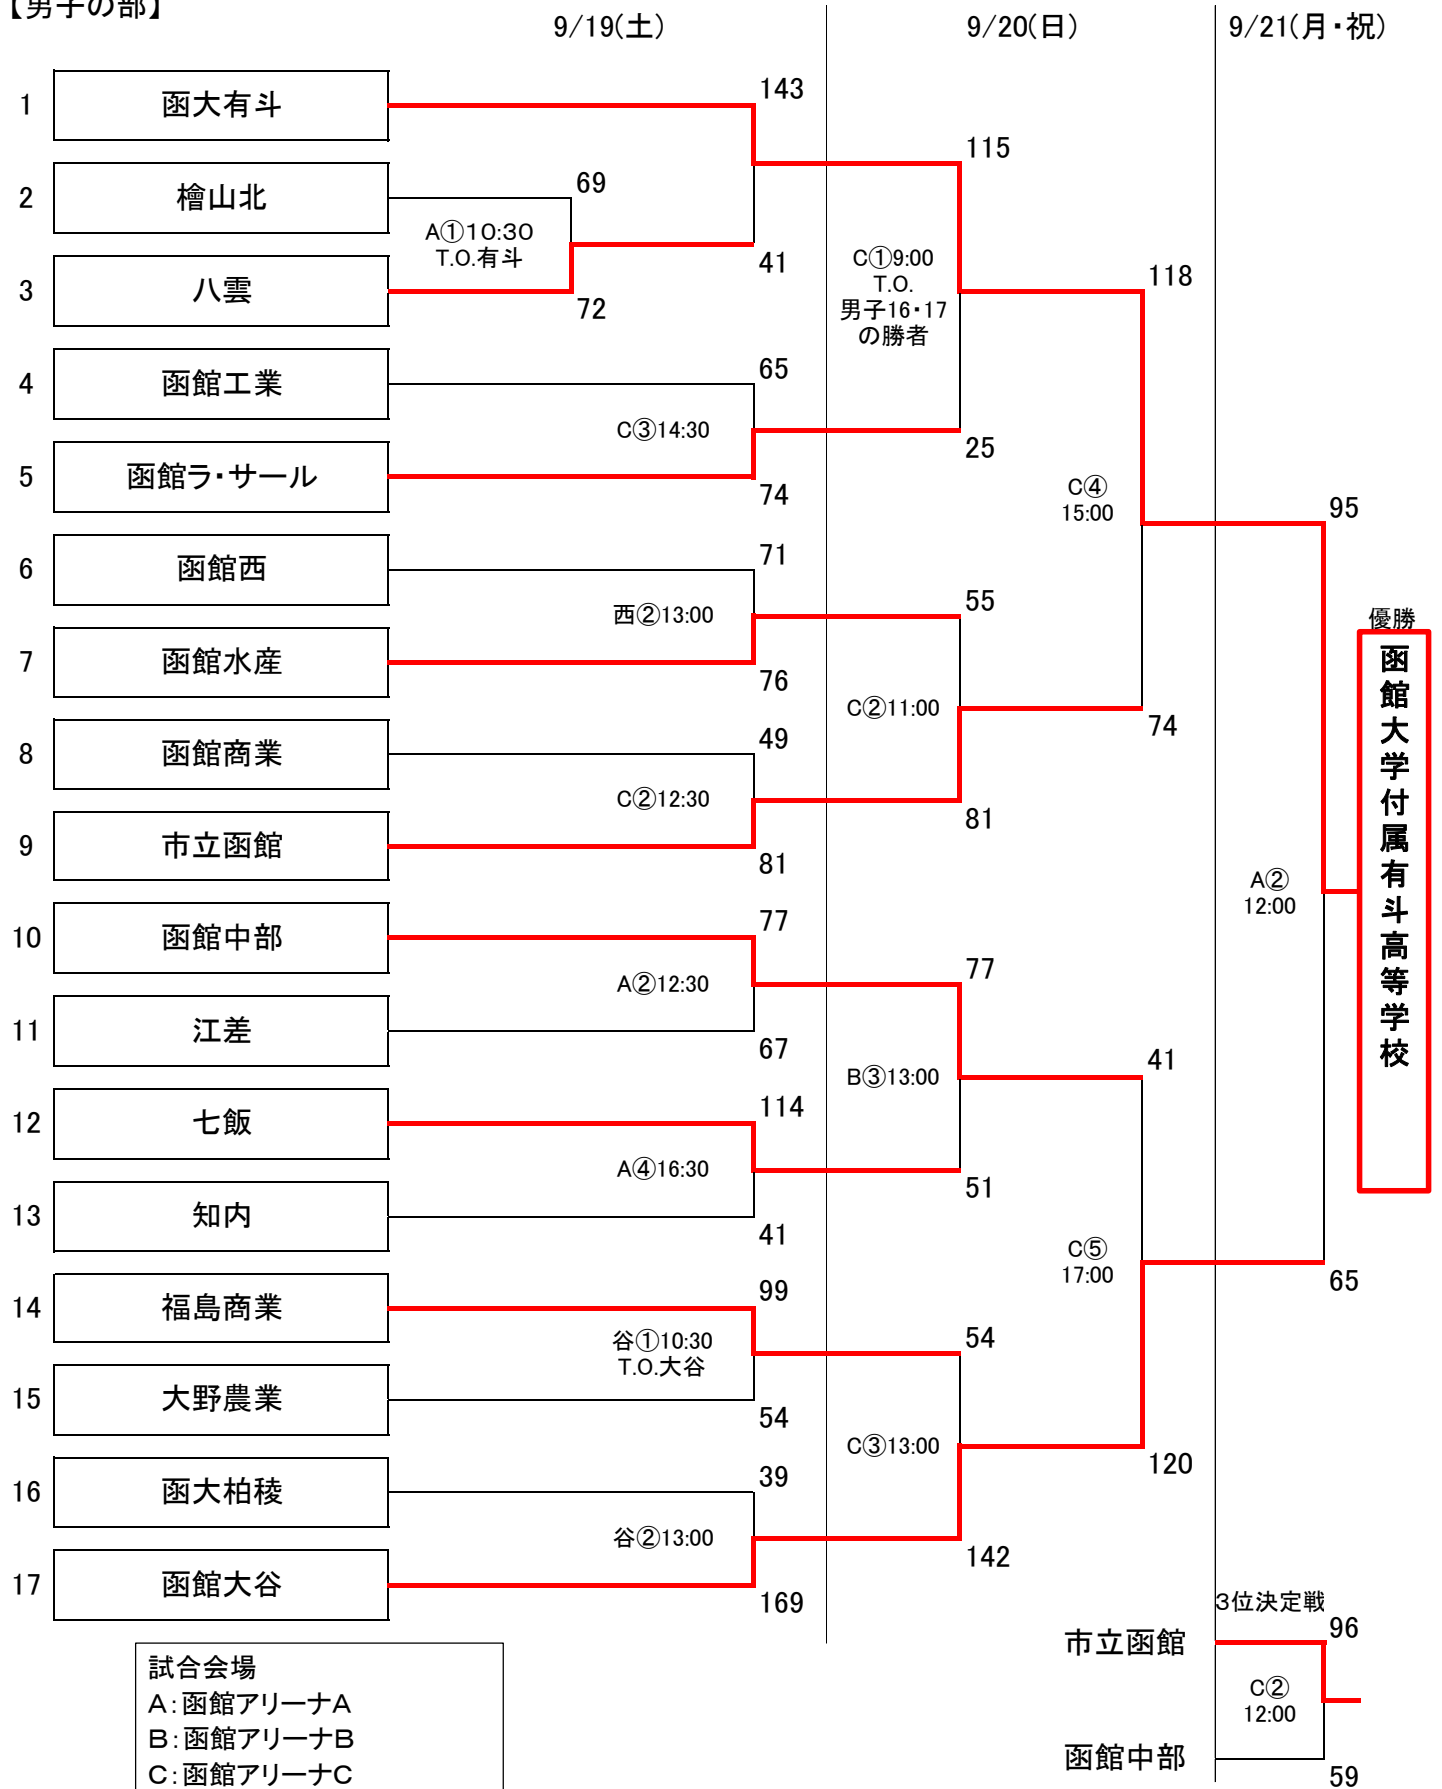 【男子の部】
9/19(土)
9/20(日)
9/21(月・祝)
1 函大有斗 143
115
2 檜山北 69
A①10:30
T.O.有斗
41
C①9:00
T.O.
男子16・17
の勝者
3 八雲 72
118
4 函館工業 65
C③14:30
25
5 函館ラ・サール 74
C④
15:00
95
6 函館西 71
西②13:00
55
優勝
函館大学付属有斗高等学校
7 函館水産 76
C②11:00
74
8 函館商業 49
C②12:30
81
9 市立函館 81
A②
12:00
10 函館中部 77
A②12:30
77
11 江差 67
B③13:00
41
12 七飯 114
A④16:30
51
13 知内 41
C⑤
17:00
65
14 福島商業 99
谷①10:30
T.O.大谷
54
15 大野農業 54
C③13:00
120
16 函大柏稜 39
谷②13:00
142
17 函館大谷 169
3位決定戦
市立函館 96
C②
12:00
函館中部 59
試合会場
A:函館アリーナA
B:函館アリーナB
C:函館アリーナC